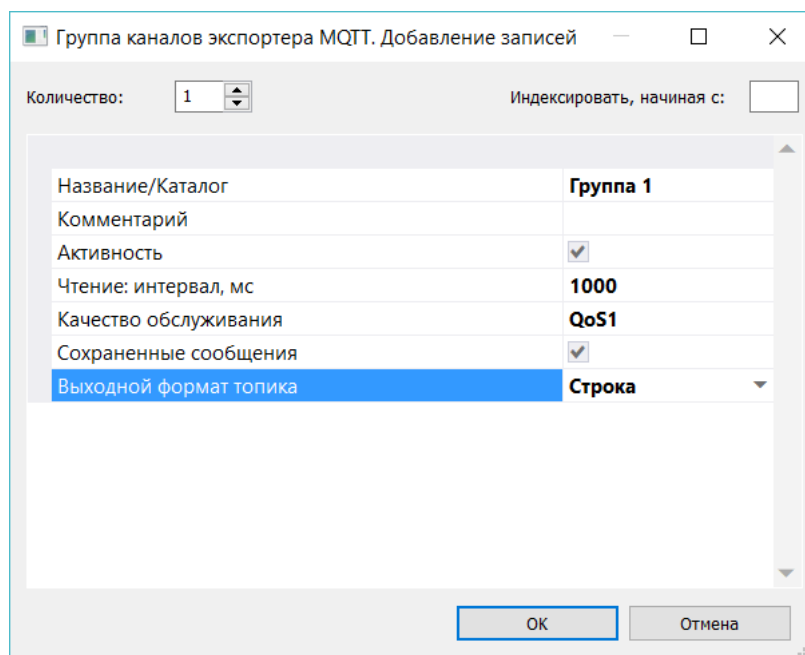 Группа каналов экспортера MQTT. Добавление записей
Количество: 1 Индексировать, начиная с:
Название/Каталог Группа 1
Комментарий
Активность
Чтение: интервал, мс 1000
Качество обслуживания QoS1
Сохраненные сообщения
Выходной формат топика Строка
OK Отмена